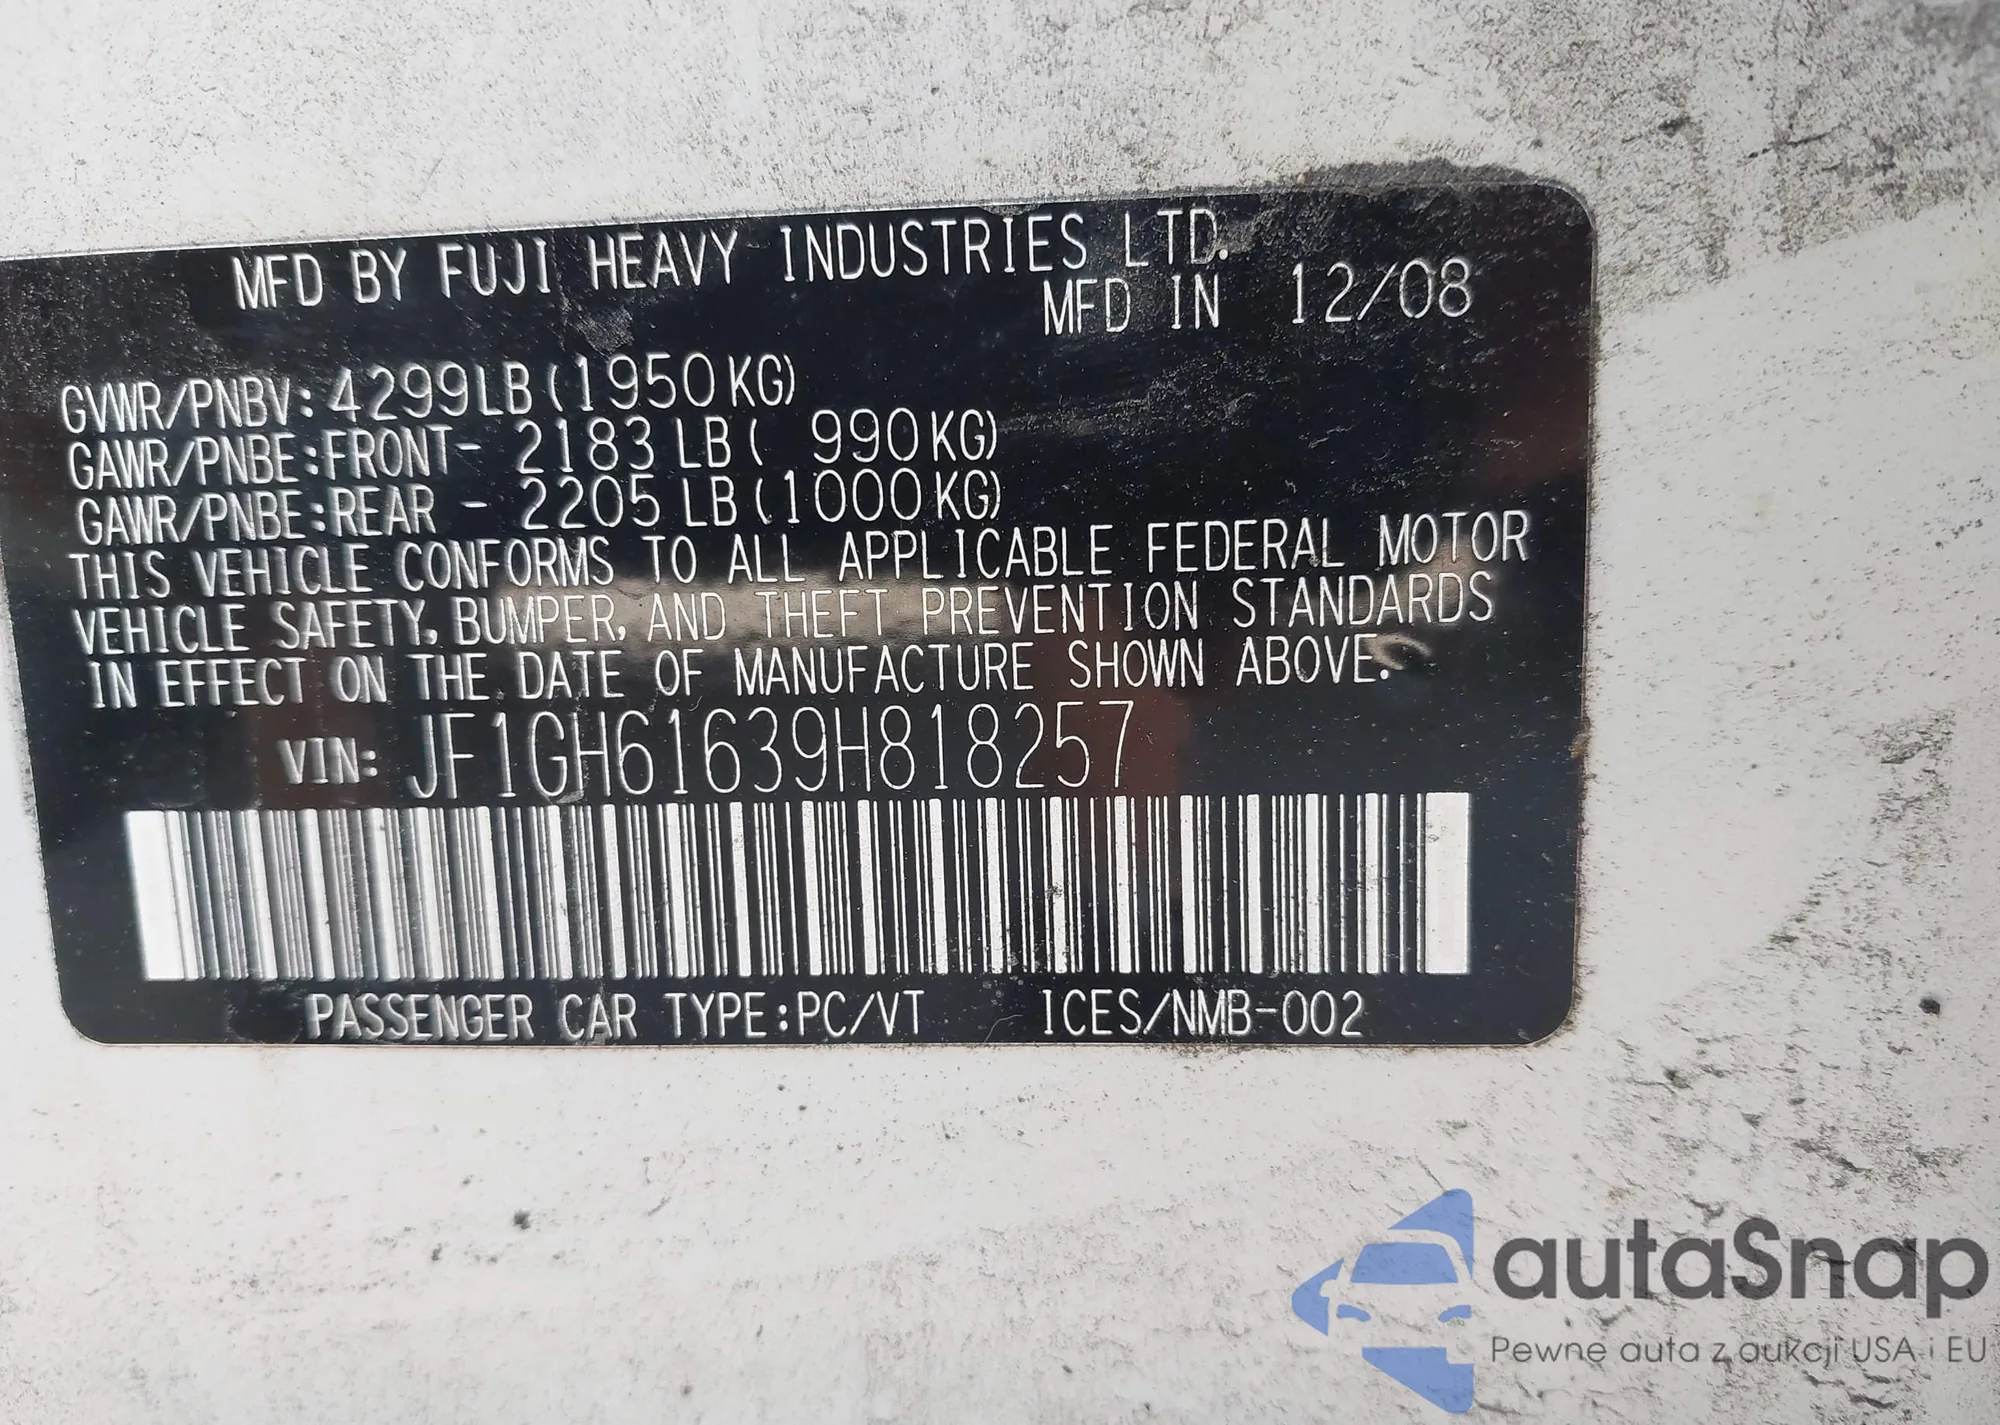 MFD BY FUJI HEAVY INDUSTRIES LTD.
MFD IN 12/08
GVWR/PNBV:4299LB(1950KG)
GAWR/PNBE:FRONT- 2183 LB( 990KG)
GAWR/PNBE:REAR - 2205 LB(1000KG)
THIS VEHICLE CONFORMS TO ALL APPLICABLE FEDERAL MOTOR
VEHICLE SAFETY, BUMPER, AND THEFT PREVENTION STANDARDS
IN EFFECT ON THE DATE OF MANUFACTURE SHOWN ABOVE.
VIN: JF1GH61639H818257
PASSENGER CAR TYPE:PC/VT ICES/NMB-002
autaSnap
Pewne auta z aukcji USA i EU